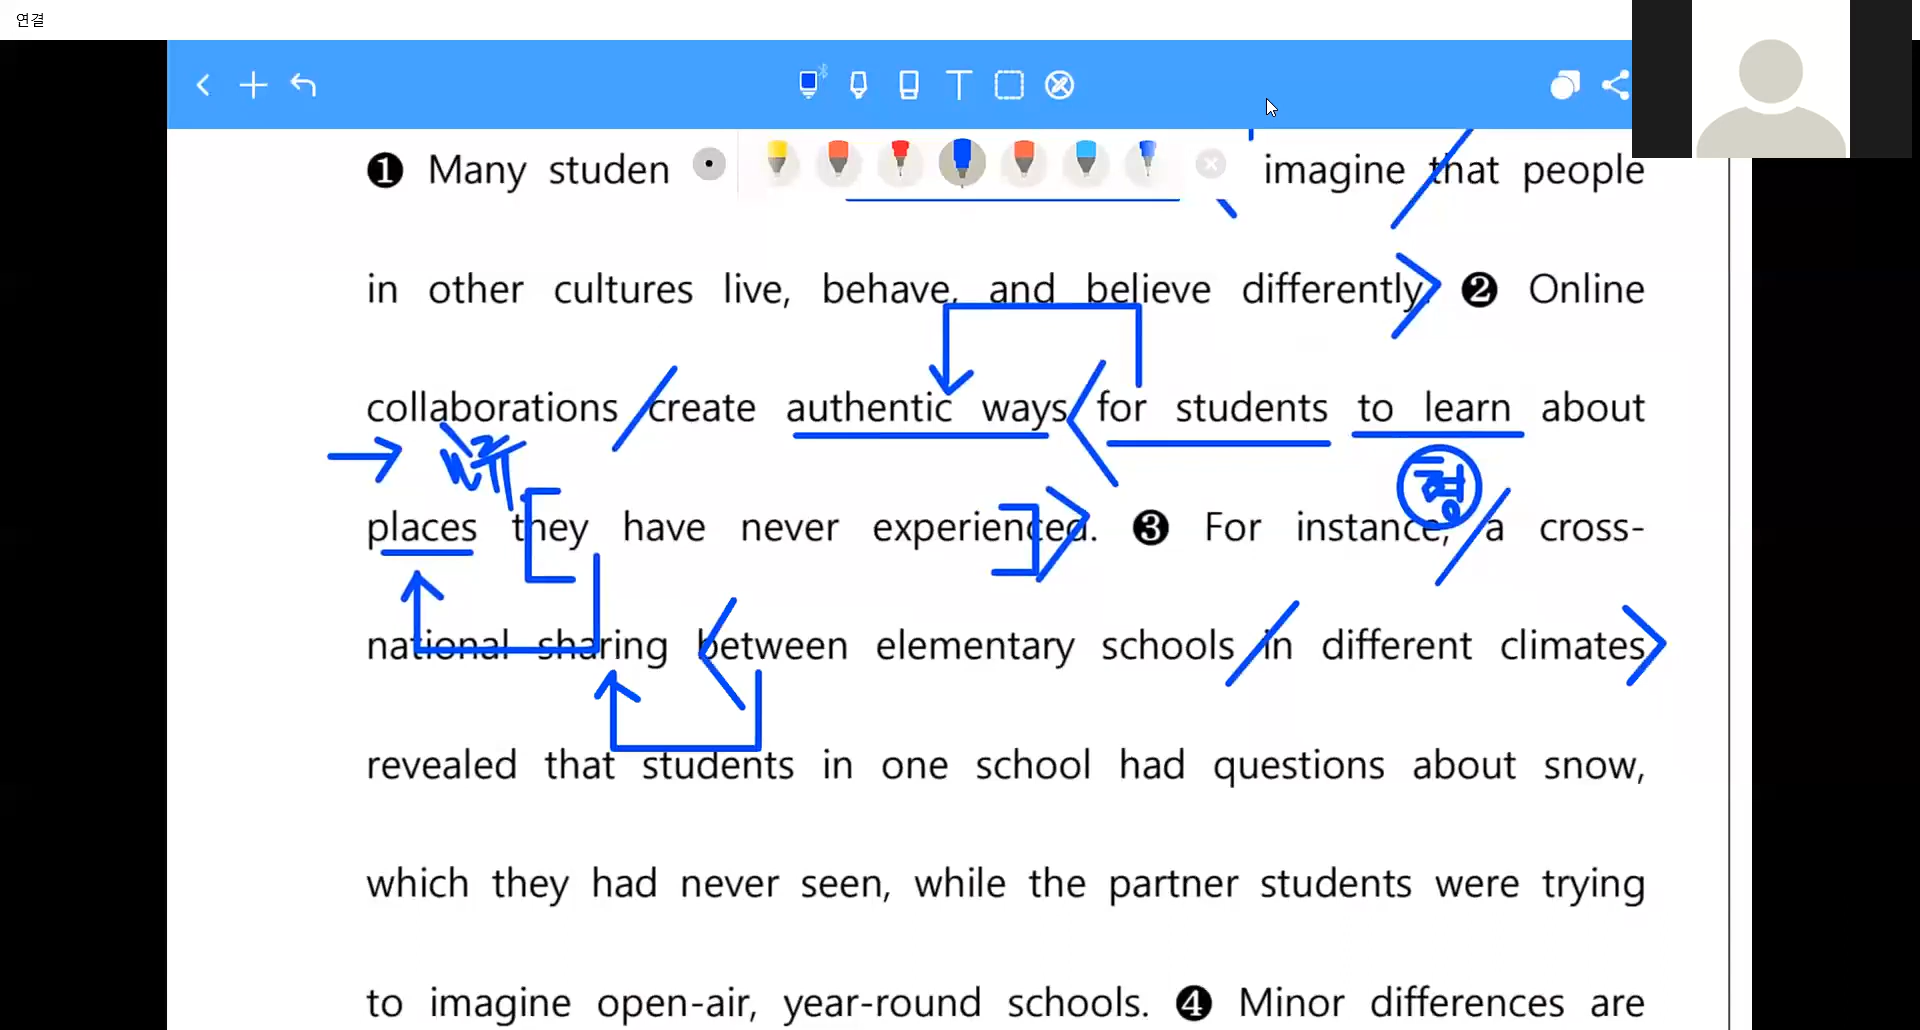 연결
❶ Many studen imagine that people
in other cultures live, behave, and believe differently. ❷ Online
collaborations create authentic ways for students to learn about
places they have never experienced. ❸ For instance, a cross-
national sharing between elementary schools in different climates
revealed that students in one school had questions about snow,
which they had never seen, while the partner students were trying
to imagine open-air, year-round schools. ❹ Minor differences are